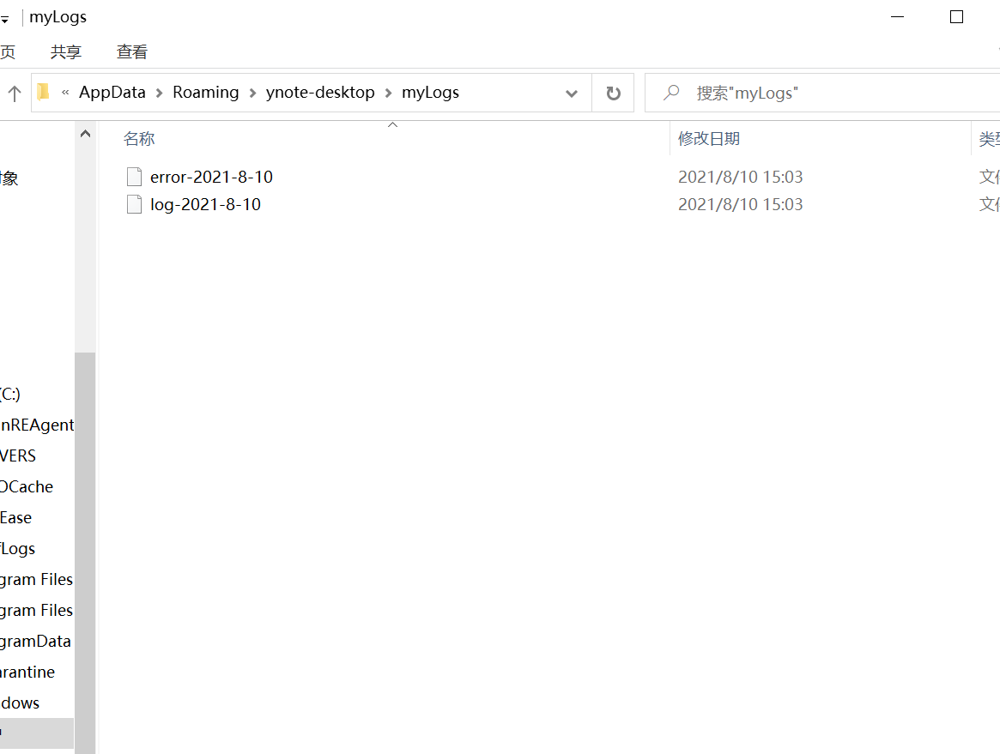 myLogs
页 共享 查看
« AppData Roaming ynote-desktop myLogs 搜索"myLogs"
名称 修改日期 类型
error-2021-8-10 2021/8/10 15:03 文件
log-2021-8-10 2021/8/10 15:03 文件
对象
(C:)
nREAgent
VERS
OCache
Ease
fLogs
gram Files
gram Files
gramData
arantine
dows